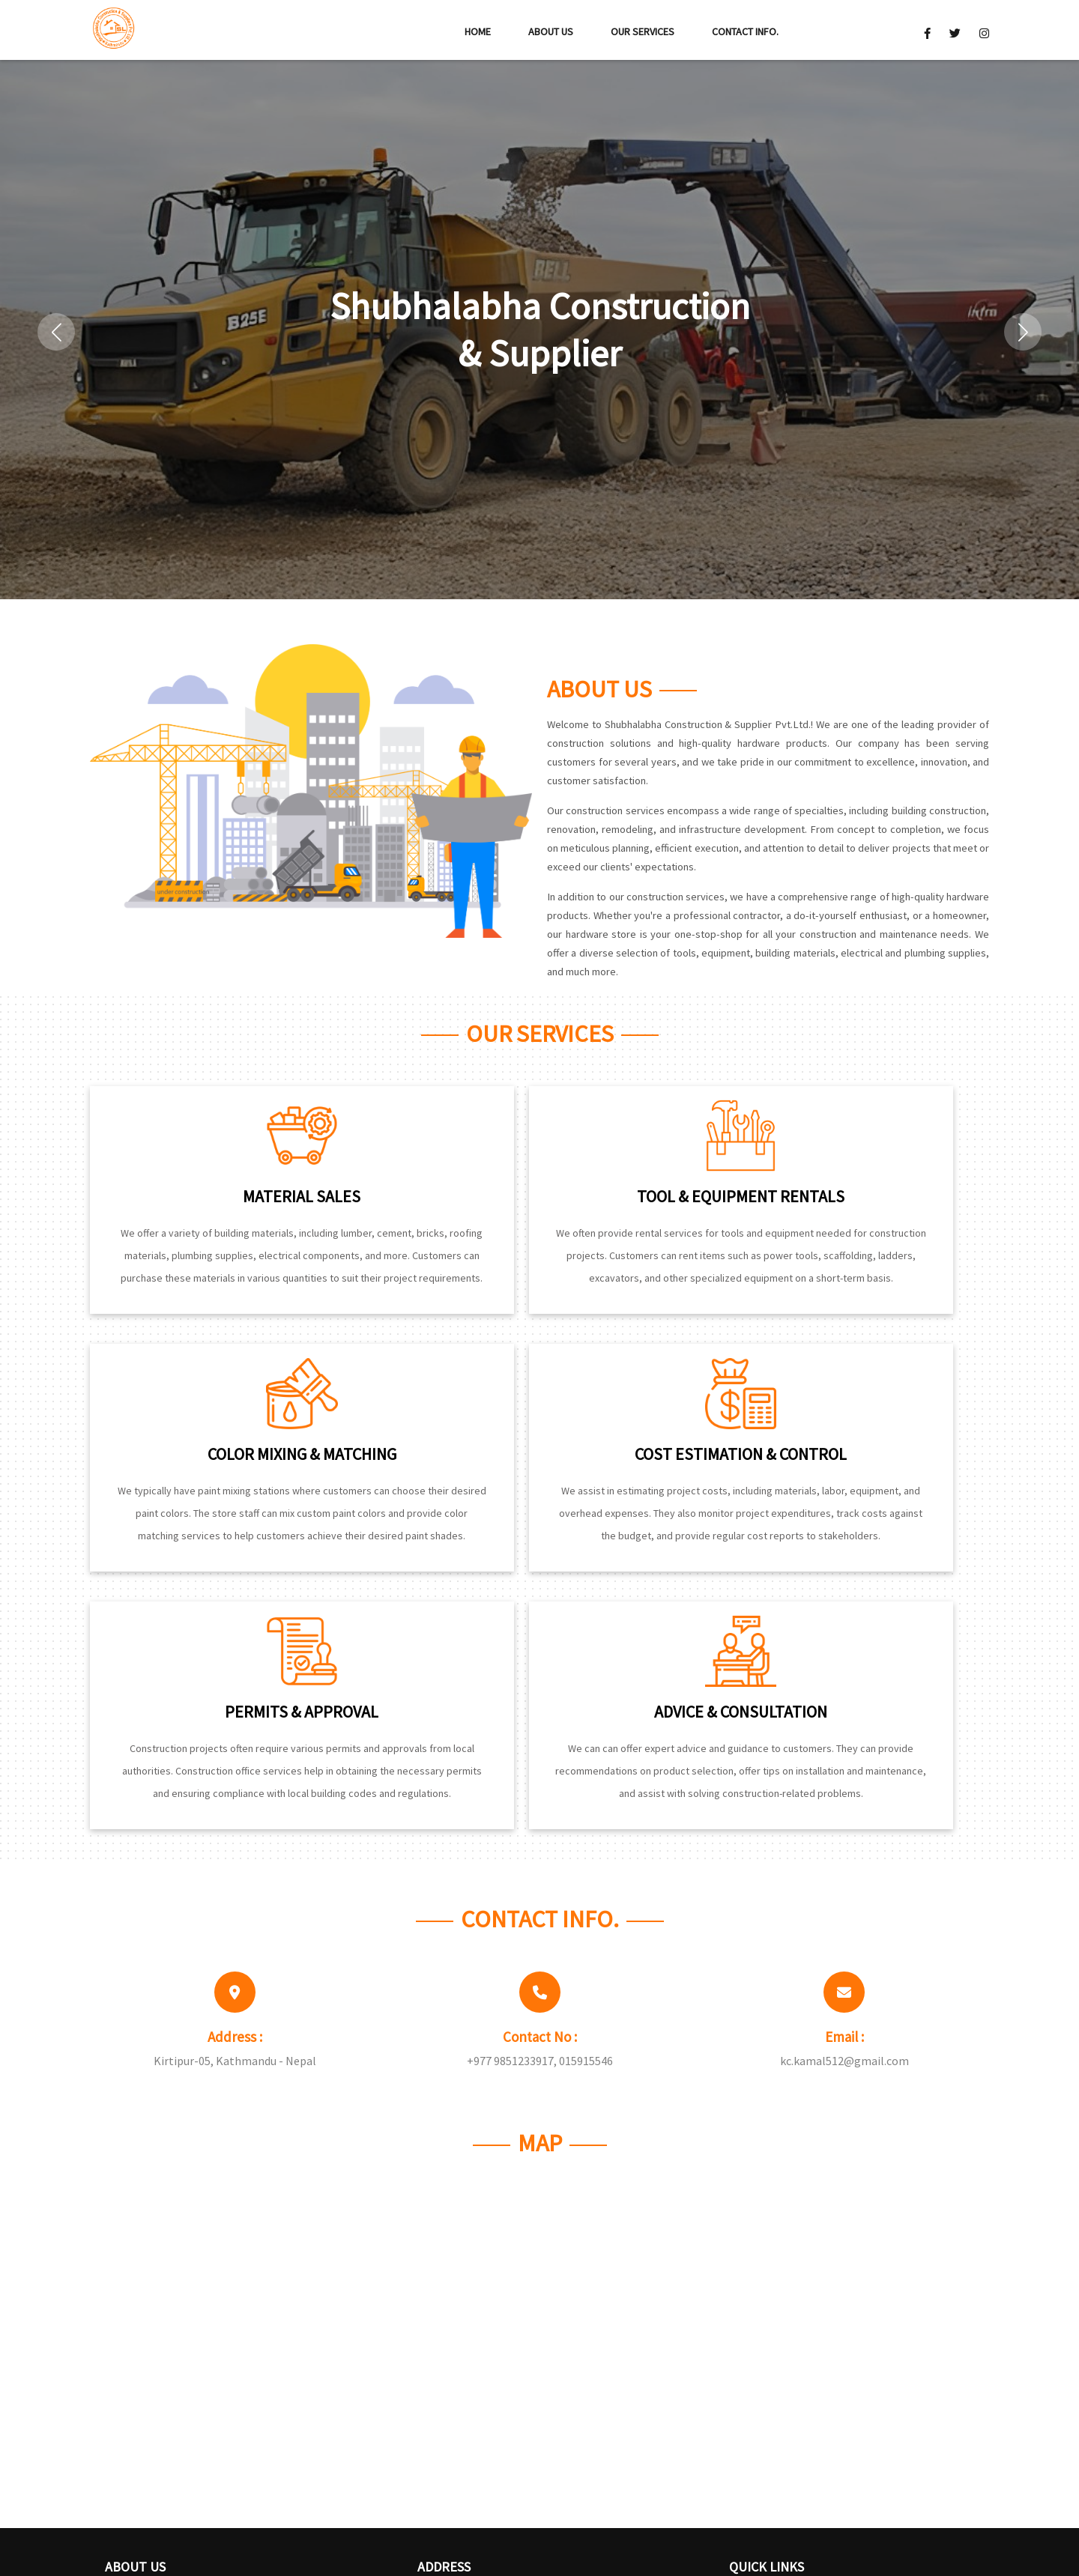 HOME
ABOUT US
OUR SERVICES
CONTACT INFO.
B25E
BELL
Shubhalabha Construction
& Supplier
ABOUT US
Welcome to Shubhalabha Construction & Supplier Pvt.Ltd.! We are one of the leading provider of
construction solutions and high-quality hardware products. Our company has been serving
customers for several years, and we take pride in our commitment to excellence, innovation, and
customer satisfaction.
Our construction services encompass a wide range of specialties, including building construction,
renovation, remodeling, and infrastructure development. From concept to completion, we focus
on meticulous planning, efficient execution, and attention to detail to deliver projects that meet or
exceed our clients' expectations.
In addition to our construction services, we have a comprehensive range of high-quality hardware
products. Whether you're a professional contractor, a do-it-yourself enthusiast, or a homeowner,
our hardware store is your one-stop-shop for all your construction and maintenance needs. We
offer a diverse selection of tools, equipment, building materials, electrical and plumbing supplies,
and much more.
under construction
OUR SERVICES
MATERIAL SALES
We offer a variety of building materials, including lumber, cement, bricks, roofing
materials, plumbing supplies, electrical components, and more. Customers can
purchase these materials in various quantities to suit their project requirements.
TOOL & EQUIPMENT RENTALS
We often provide rental services for tools and equipment needed for construction
projects. Customers can rent items such as power tools, scaffolding, ladders,
excavators, and other specialized equipment on a short-term basis.
COLOR MIXING & MATCHING
We typically have paint mixing stations where customers can choose their desired
paint colors. The store staff can mix custom paint colors and provide color
matching services to help customers achieve their desired paint shades.
COST ESTIMATION & CONTROL
We assist in estimating project costs, including materials, labor, equipment, and
overhead expenses. They also monitor project expenditures, track costs against
the budget, and provide regular cost reports to stakeholders.
PERMITS & APPROVAL
Construction projects often require various permits and approvals from local
authorities. Construction office services help in obtaining the necessary permits
and ensuring compliance with local building codes and regulations.
ADVICE & CONSULTATION
We can can offer expert advice and guidance to customers. They can provide
recommendations on product selection, offer tips on installation and maintenance,
and assist with solving construction-related problems.
CONTACT INFO.
Address :
Kirtipur-05, Kathmandu - Nepal
Contact No :
+977 9851233917, 015915546
Email :
kc.kamal512@gmail.com
MAP
ABOUT US
ADDRESS
QUICK LINKS